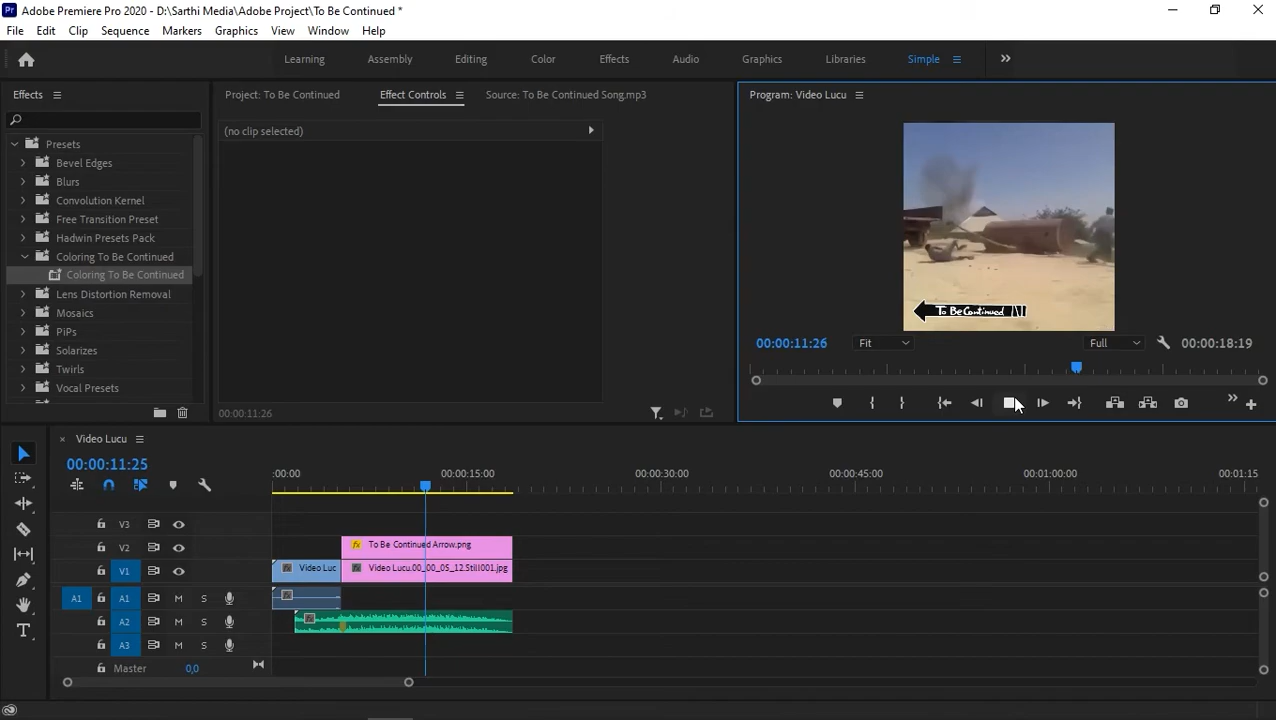 Pr Adobe Premiere Pro 2020 - D:\Sarthi Media\Adobe Project\To Be Continued *
File Edit Clip Sequence Markers Graphics View Window Help
Learning Assembly Editing Color Effects Audio Graphics Libraries Simple
Effects
Presets
Bevel Edges
Blurs
Convolution Kernel
Free Transition Preset
Hadwin Presets Pack
Coloring To Be Continued
Coloring To Be Continued
Lens Distortion Removal
Mosaics
PiPs
Solarizes
Twirls
Vocal Presets
Project: To Be Continued Effect Controls Source: To Be Continued Song.mp3
(no clip selected)
00:00:11:26
Program: Video Lucu
To Be Continued
00:00:11:26 Fit Full 00:00:18:19
Video Lucu
00:00:11:25
:00:00 00:00:15:00 00:00:30:00 00:00:45:00 00:01:00:00 00:01:15
V3
V2 To Be Continued Arrow.png
V1 Video Luc Video Lucu.00_00_05_12.Still001.jpg
A1 A1 M S
A2 M S
A3 M S
Master 0,0